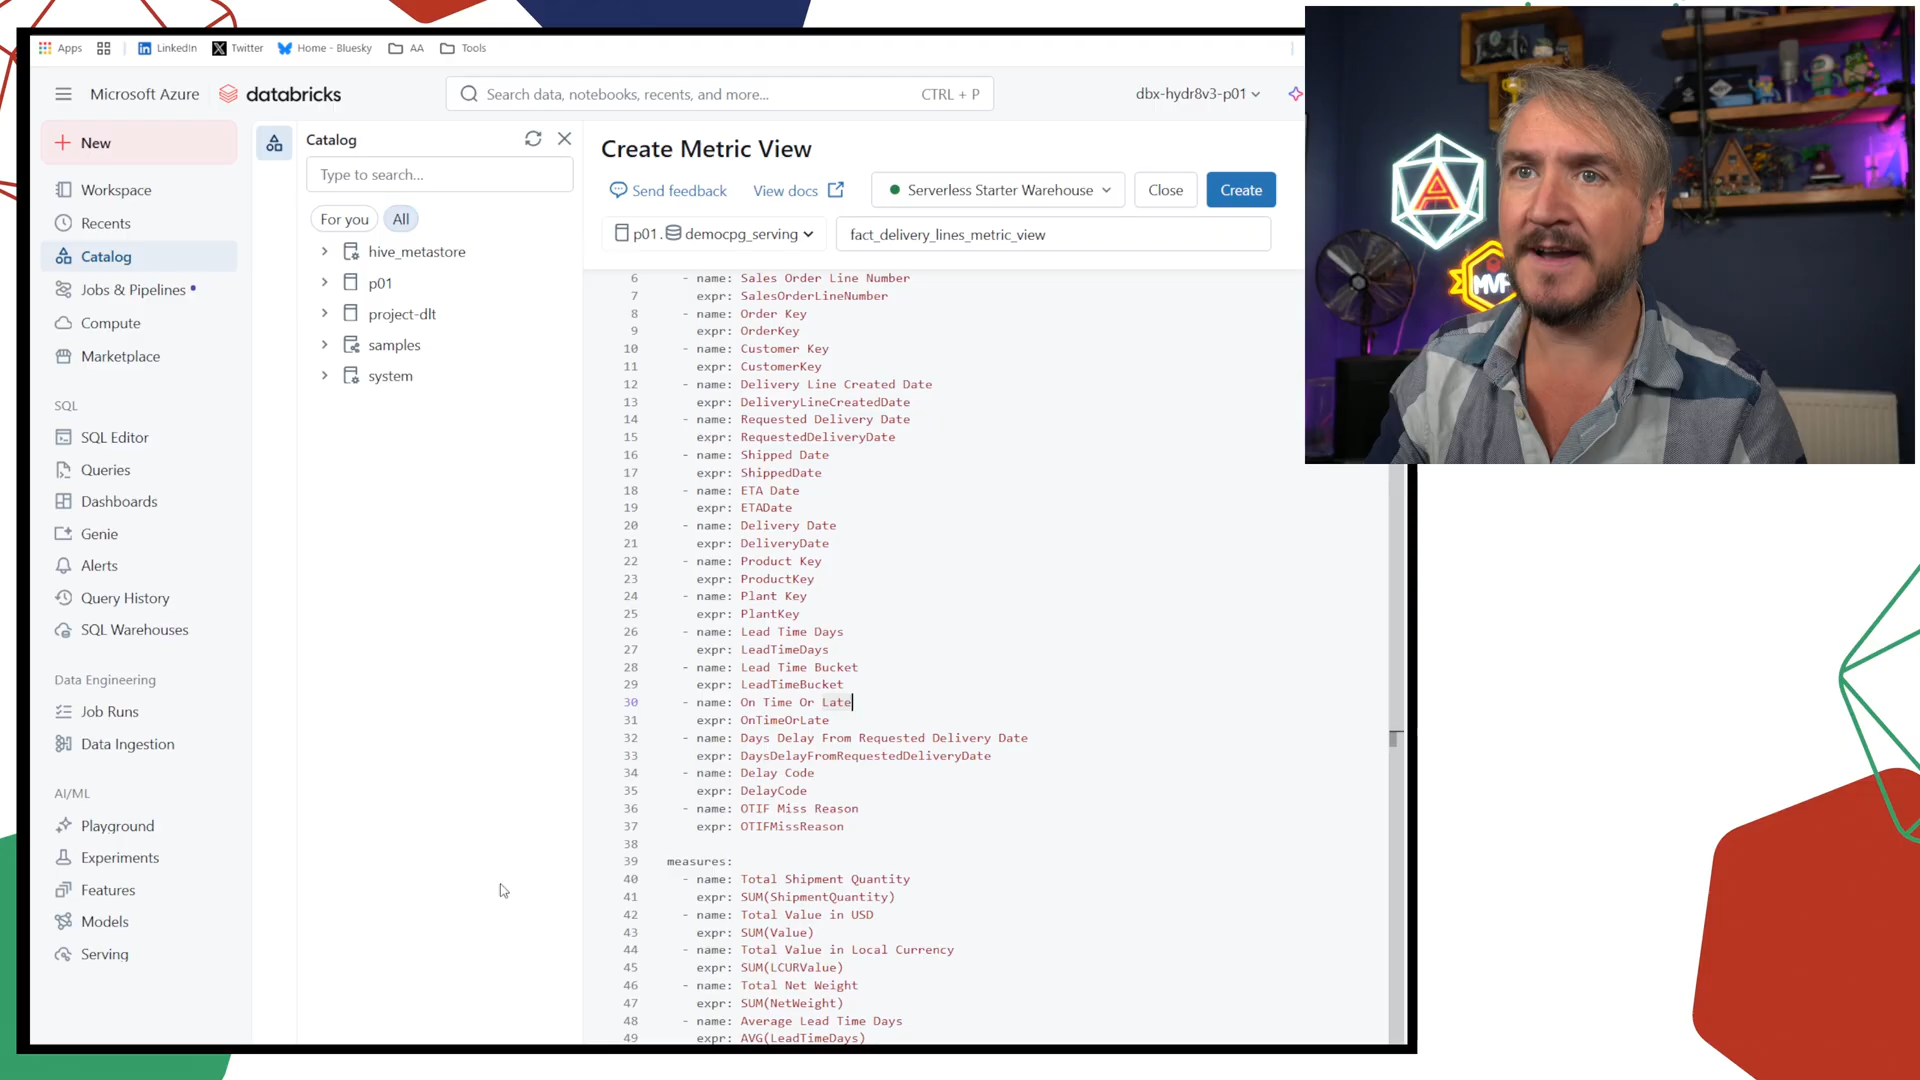 Apps
LinkedIn
Twitter
Home - Bluesky
AA
Tools
Microsoft Azure
databricks
Search data, notebooks, recents, and more...
CTRL + P
dbx-hydr8v3-p01
New
Workspace
Recents
Catalog
Jobs & Pipelines
Compute
Marketplace
SQL
SQL Editor
Queries
Dashboards
Genie
Alerts
Query History
SQL Warehouses
Data Engineering
Job Runs
Data Ingestion
AI/ML
Playground
Experiments
Features
Models
Serving
Catalog
Type to search...
For you
All
hive_metastore
p01
project-dlt
samples
system
Create Metric View
Send feedback
View docs
Serverless Starter Warehouse
Close
Create
p01.
democpg_serving
fact_delivery_lines_metric_view
6 - name: Sales Order Line Number
7 expr: SalesOrderLineNumber
8 - name: Order Key
9 expr: OrderKey
10 - name: Customer Key
11 expr: CustomerKey
12 - name: Delivery Line Created Date
13 expr: DeliveryLineCreatedDate
14 - name: Requested Delivery Date
15 expr: RequestedDeliveryDate
16 - name: Shipped Date
17 expr: ShippedDate
18 - name: ETA Date
19 expr: ETADate
20 - name: Delivery Date
21 expr: DeliveryDate
22 - name: Product Key
23 expr: ProductKey
24 - name: Plant Key
25 expr: PlantKey
26 - name: Lead Time Days
27 expr: LeadTimeDays
28 - name: Lead Time Bucket
29 expr: LeadTimeBucket
30 - name: On Time Or Late
31 expr: OnTimeOrLate
32 - name: Days Delay From Requested Delivery Date
33 expr: DaysDelayFromRequestedDeliveryDate
34 - name: Delay Code
35 expr: DelayCode
36 - name: OTIF Miss Reason
37 expr: OTIFMissReason
38
39 measures:
40 - name: Total Shipment Quantity
41 expr: SUM(ShipmentQuantity)
42 - name: Total Value in USD
43 expr: SUM(Value)
44 - name: Total Value in Local Currency
45 expr: SUM(LCURValue)
46 - name: Total Net Weight
47 expr: SUM(NetWeight)
48 - name: Average Lead Time Days
49 expr: AVG(LeadTimeDays)
A
MVP